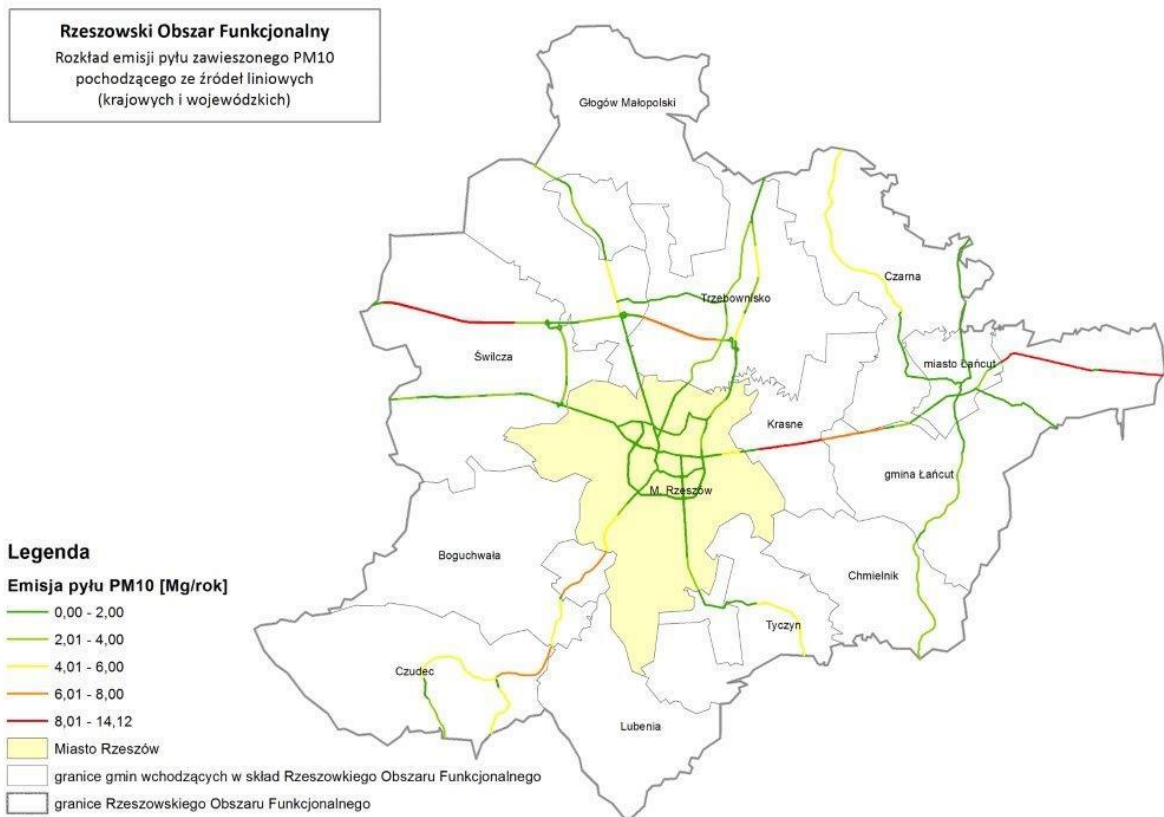 Rzeszowski Obszar Funkcjonalny
Rozkład emisji pyłu zawieszonego PM10
pochodzącego ze źródeł liniowych
(krajowych i wojewódzkich)
Głogów Małopolski
Czarna
Trzebownisko
Świlcza
miasto Łańcut
Krasne
gmina Łańcut
M. Rzeszów
Boguchwała
Chmielnik
Tyczyn
Czudec
Lubenia
Legenda
Emisja pyłu PM10 [Mg/rok]
0,00 - 2,00
2,01 - 4,00
4,01 - 6,00
6,01 - 8,00
8,01 - 14,12
Miasto Rzeszów
granice gmin wchodzących w skład Rzeszowkiego Obszaru Funkcjonalnego
granice Rzeszowskiego Obszaru Funkcjonalnego